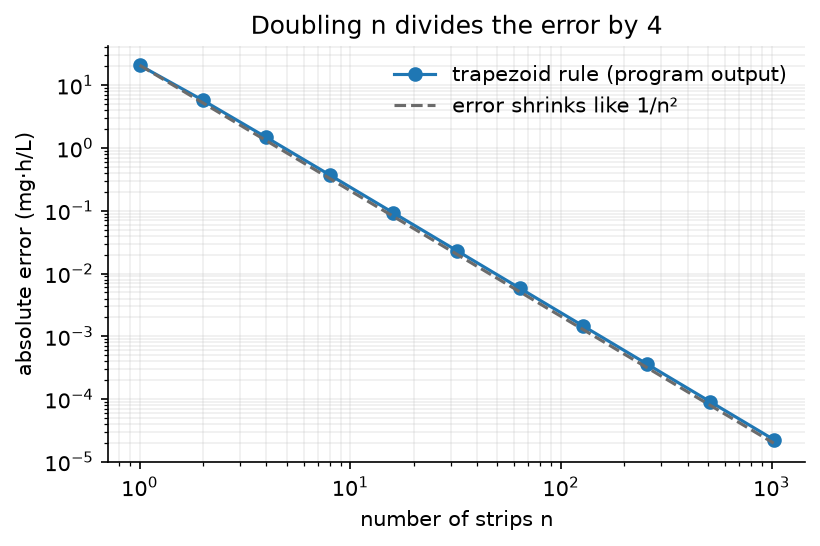 Doubling n divides the error by 4
trapezoid rule (program output)
error shrinks like 1/n²
absolute error (mg·h/L)
10¹
10⁰
10⁻¹
10⁻²
10⁻³
10⁻⁴
10⁻⁵
10⁰ 10¹ 10² 10³
number of strips n